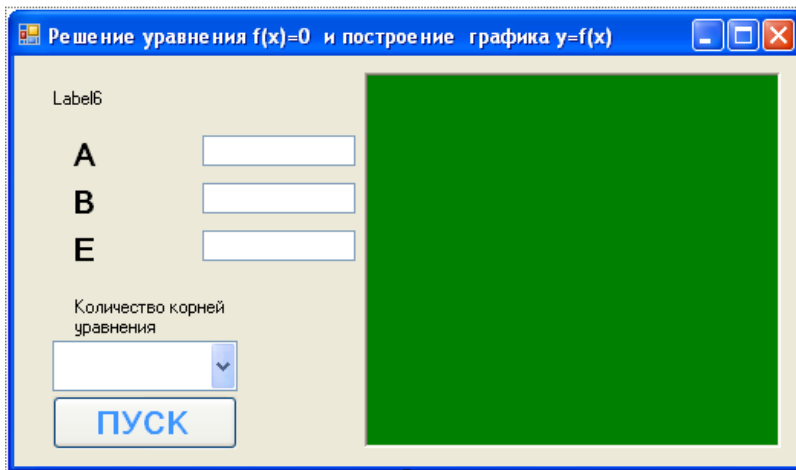 Решение уравнения f(x)=0 и построение графика y=f(x)
Label6
A
B
E
Количество корней
уравнения
ПУСК